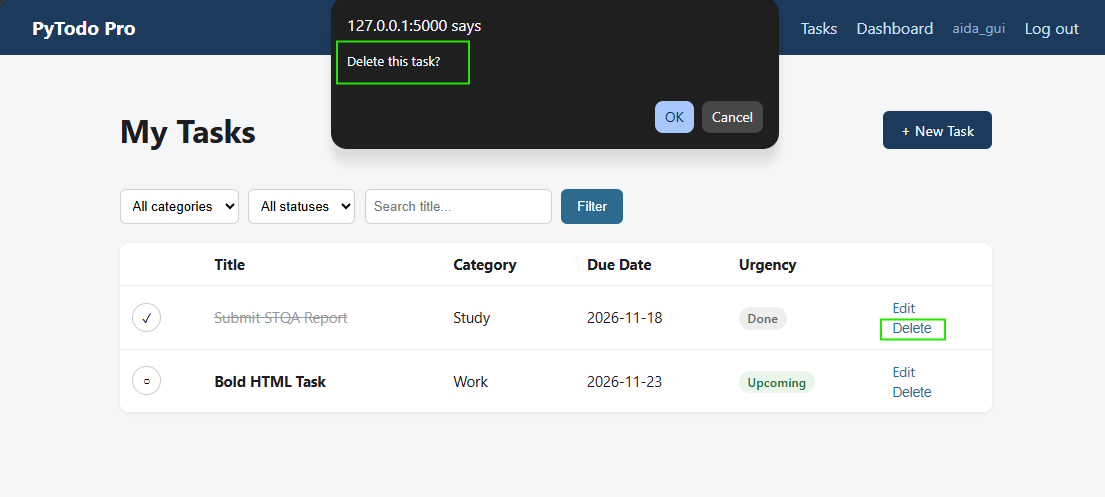 PyTodo Pro
127.0.0.1:5000 says
Tasks Dashboard aida_gui Log out
Delete this task?
OK Cancel
My Tasks
+ New Task
All categories All statuses Search title... Filter
Title Category Due Date Urgency
✓ Submit STQA Report Study 2026-11-18 Done Edit
Delete
○ Bold HTML Task Work 2026-11-23 Upcoming Edit
Delete